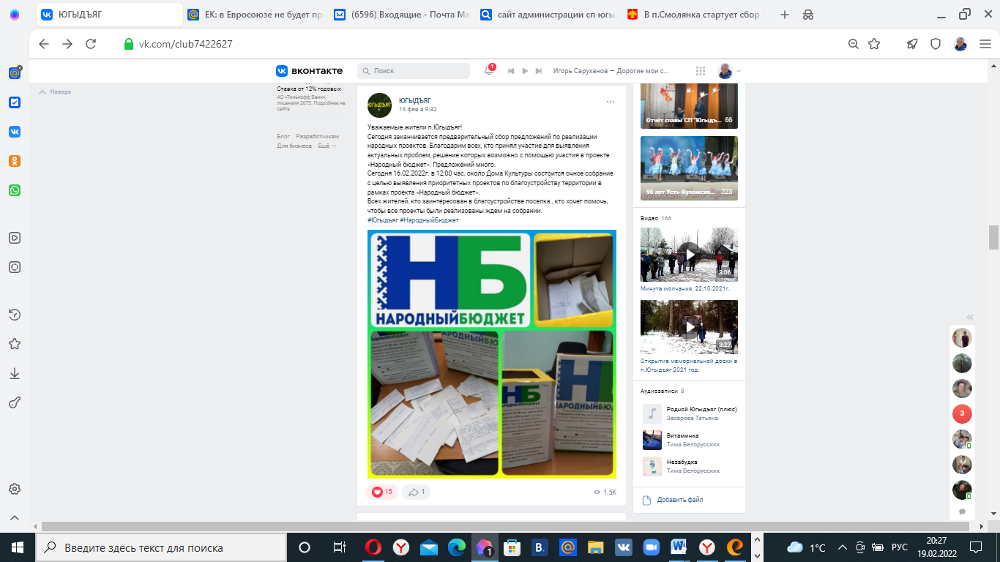 ЮГЫДЪЯГ
ЕК: в Евросоюзе не будет пр
(6596) Входящие - Почта Ma
сайт администрации сп югыд
В п.Смолянка стартует сбор
vk.com/club7422627
вконтакте
Поиск
1
Игорь Саруханов — Дорогие мои с...
Наверх
Ставка от 12% годовых
АО «Тинькофф Банк»,
лицензия 2673. Подробнее на
сайте
Блог Разработчикам
Для бизнеса Ещё
ЮГЫДЪЯГ
ЮГЫДЪЯГ
16 фев в 9:32
Уважаемые жители п.Югыдъяг!
Сегодня заканчивается предварительный сбор предложений по реализации
народных проектов. Благодарим всех, кто принял участие для выявления
актуальных проблем, решение которых возможно с помощью участия в проекте
«Народный бюджет». Предложений много.
Сегодня 16.02.2022г. в 12:00 час. около Дома Культуры состоится очное собрание
с целью выявления приоритетных проектов по благоустройству территории в
рамках проекта «Народный бюджет».
Всех жителей, кто заинтересован в благоустройстве поселка , кто хочет помочь,
чтобы все проекты были реализованы ждем на собрании.
#Югыдъяг #НародныйБюджет
НБ
НАРОДНЫЙБЮДЖЕТ
15
1
1.5K
Отчёт главы СП "Югыдъ... 66
90 лет Усть-Куломско... 223
Видео 166
3:06
Минута молчания. 22.10.2021г.
3:27
Открытие мемориальной доски в
п.Югыдъяг 2021 год.
Аудиозаписи 8
Родной Югыдъяг (плюс)
Захарова Татьяна
Витаминка
Тима Белорусских
Незабудка
Тима Белорусских
Добавить файл
3
Введите здесь текст для поиска
1
1°C
РУС
20:27
19.02.2022